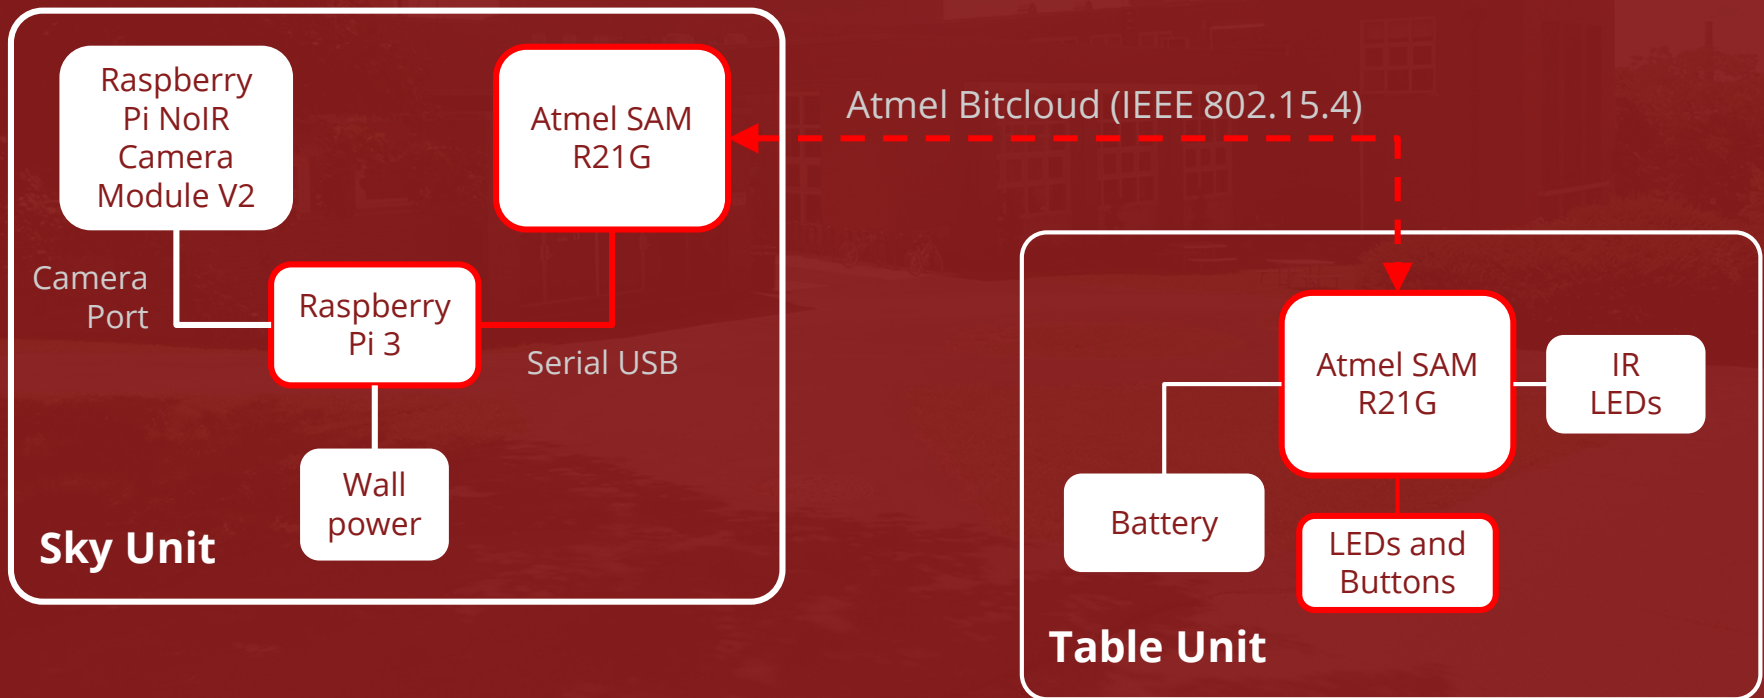 Raspberry
Pi NoIR
Camera
Module V2
Atmel SAM
R21G
Atmel Bitcloud (IEEE 802.15.4)
Camera
Port
Raspberry
Pi 3
Serial USB
Wall
power
Sky Unit
Atmel SAM
R21G
IR
LEDs
Battery
LEDs and
Buttons
Table Unit